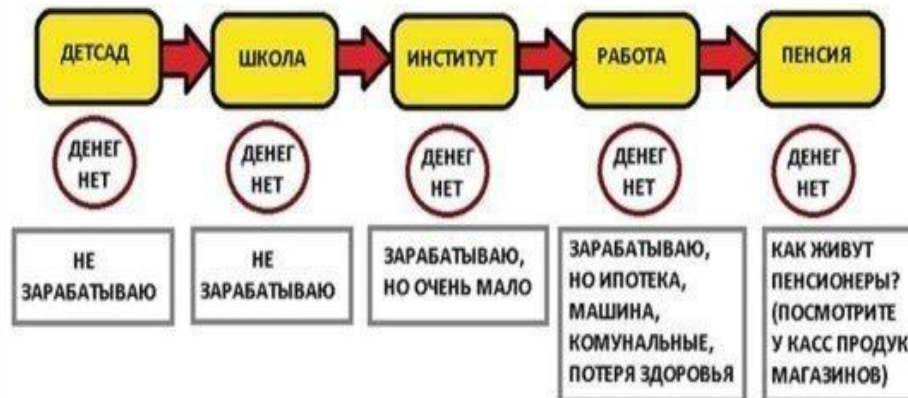 ДЕТСАД
ШКОЛА
ИНСТИТУТ
РАБОТА
ПЕНСИЯ
ДЕНЕГ
НЕТ
ДЕНЕГ
НЕТ
ДЕНЕГ
НЕТ
ДЕНЕГ
НЕТ
ДЕНЕГ
НЕТ
НЕ
ЗАРАБАТЫВАЮ
НЕ
ЗАРАБАТЫВАЮ
ЗАРАБАТЫВАЮ,
НО ОЧЕНЬ МАЛО
ЗАРАБАТЫВАЮ,
НО ИПОТЕКА,
МАШИНА,
КОМУНАЛЬНЫЕ,
ПОТЕРЯ ЗДОРОВЬЯ
КАК ЖИВУТ
ПЕНСИОНЕРЫ?
(ПОСМОТРИТЕ
У КАСС ПРОДУК
МАГАЗИНОВ)